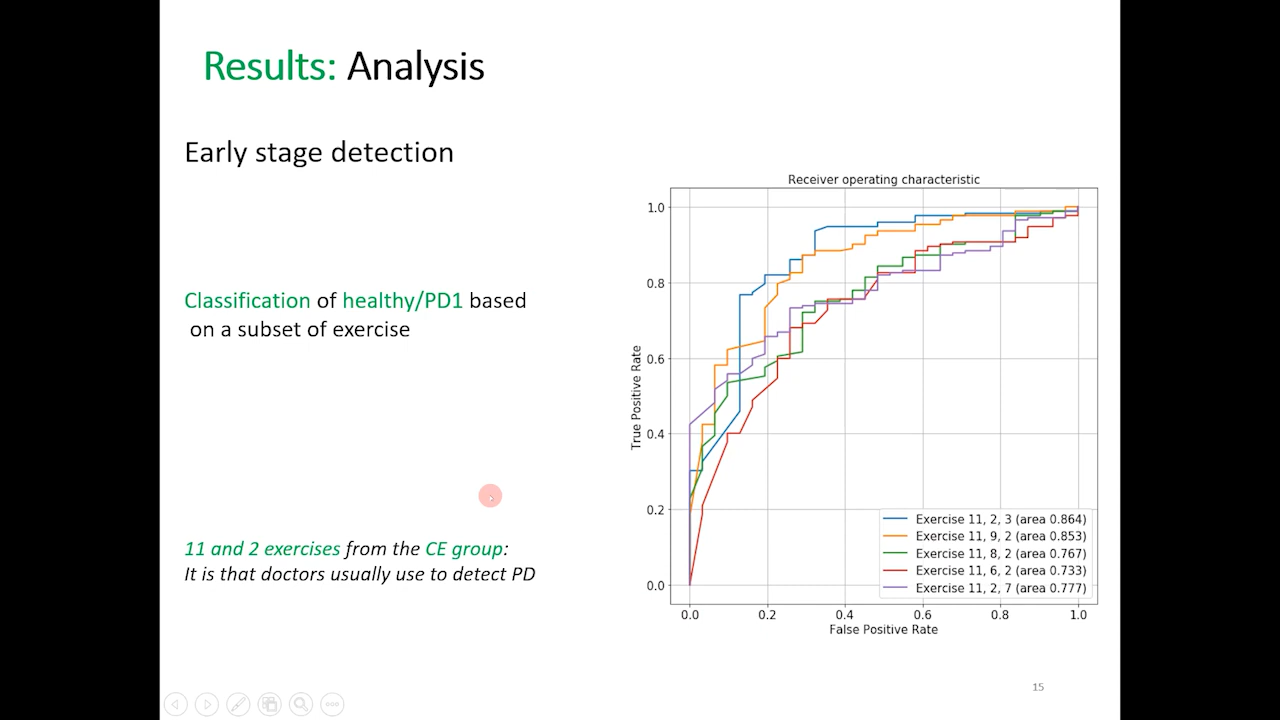 Results: Analysis
Early stage detection
Classification of healthy/PD1 based
on a subset of exercise
11 and 2 exercises from the CE group:
It is that doctors usually use to detect PD
Receiver operating characteristic
True Positive Rate
1.0
0.8
0.6
0.4
0.2
0.0
Exercise 11, 2, 3 (area 0.864)
Exercise 11, 9, 2 (area 0.853)
Exercise 11, 8, 2 (area 0.767)
Exercise 11, 6, 2 (area 0.733)
Exercise 11, 2, 7 (area 0.777)
0.0 0.2 0.4 0.6 0.8 1.0
False Positive Rate
15